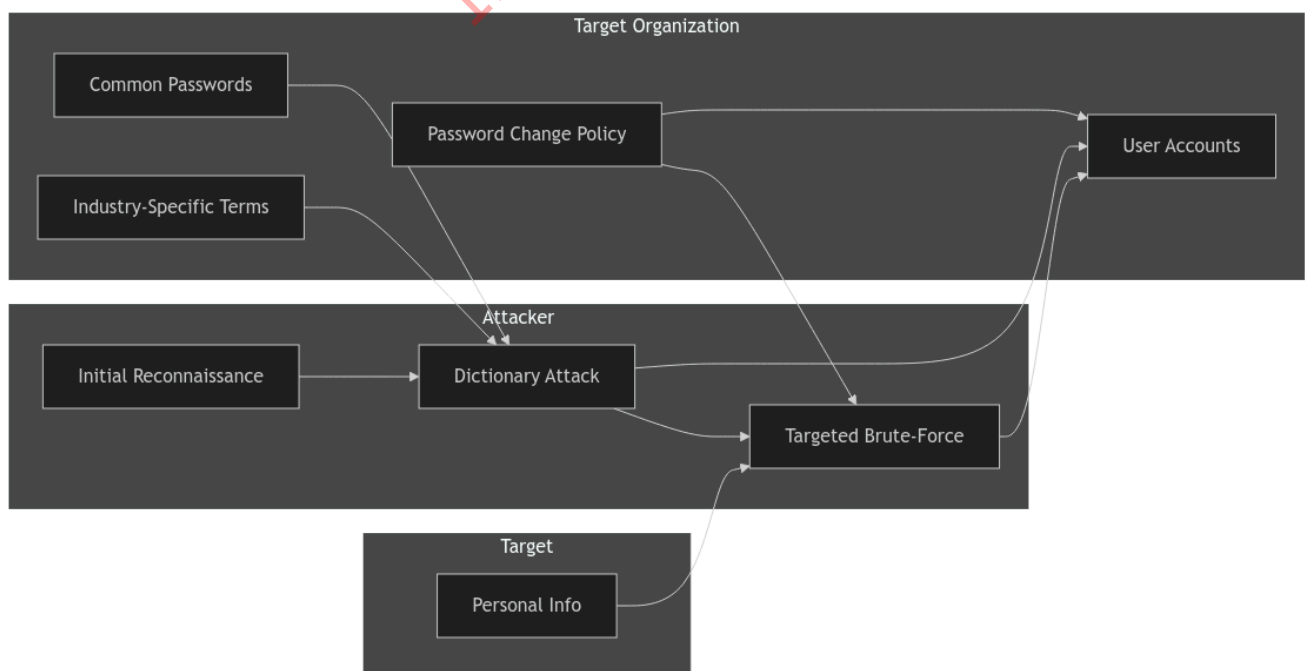 Target Organization
Common Passwords
Password Change Policy
User Accounts
Industry-Specific Terms
Attacker
Initial Reconnaissance
Dictionary Attack
Targeted Brute-Force
Target
Personal Info